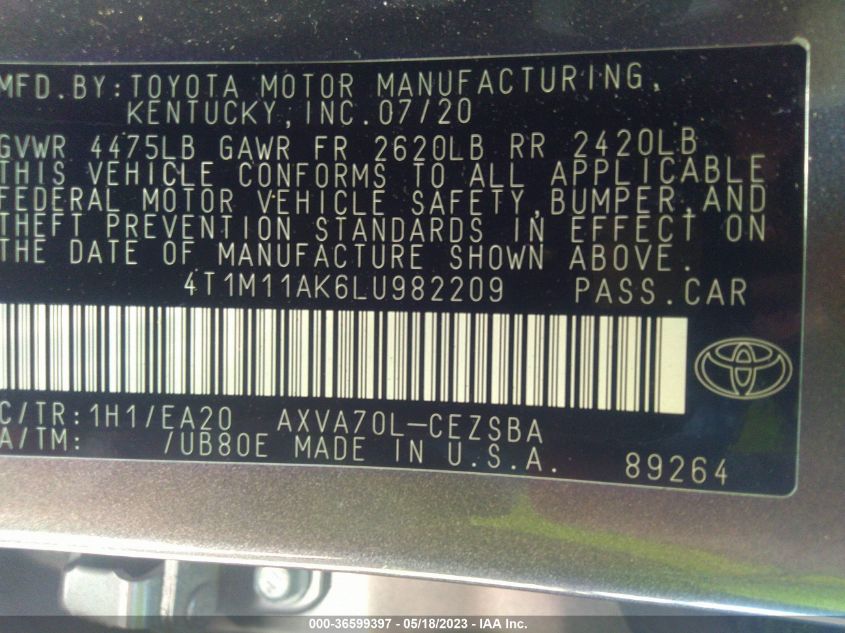 MFD.BY:TOYOTA MOTOR MANUFACTURING,
KENTUCKY,INC.07/20
GVWR 4475LB GAWR FR 2620LB RR 2420LB
THIS VEHICLE CONFORMS TO ALL APPLICABLE
FEDERAL MOTOR VEHICLE SAFETY,BUMPER,AND
THEFT PREVENTION STANDARDS IN EFFECT ON
THE DATE OF MANUFACTURE SHOWN ABOVE.
4T1M11AK6LU982209 PASS.CAR
C/TR:1H1/EA20 AXVA70L-CEZSBA
A/TM: /UB80E MADE IN U.S.A. 89264
000-36599397 - 05/18/2023 - IAA Inc.